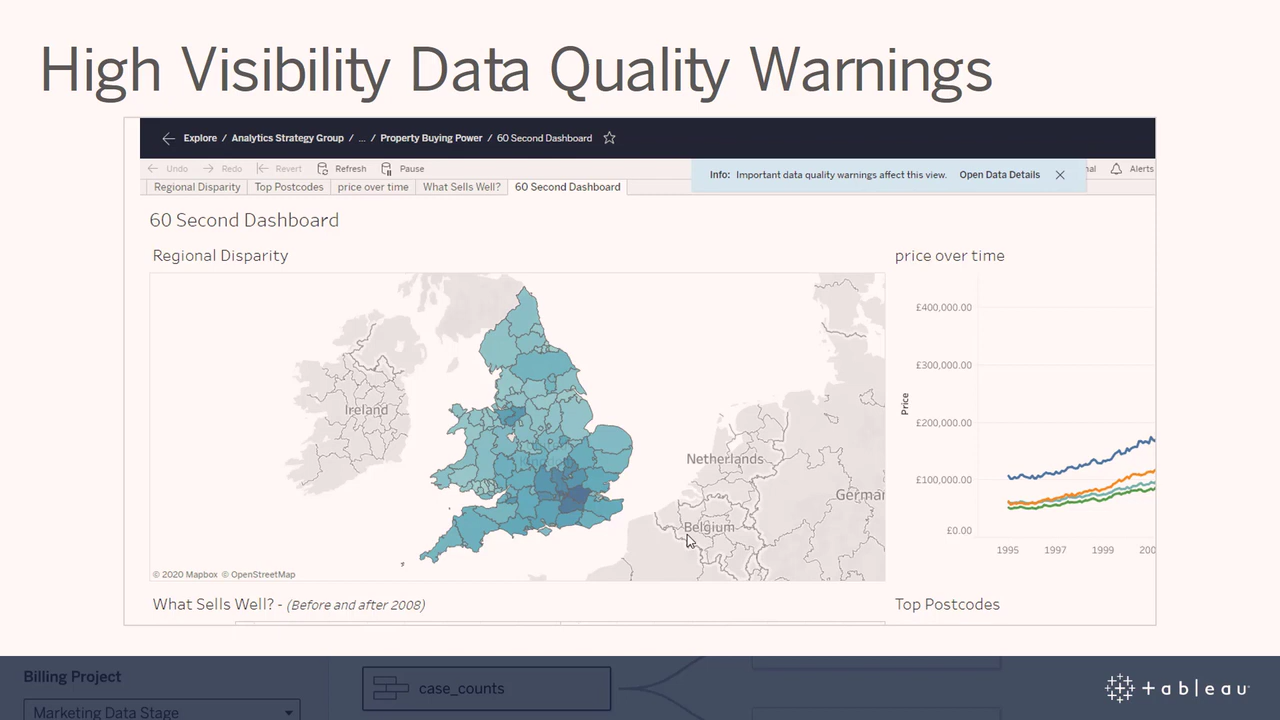 High Visibility Data Quality Warnings
Explore / Analytics Strategy Group / ... / Property Buying Power / 60 Second Dashboard
Undo Redo Revert Refresh Pause
Info: Important data quality warnings affect this view. Open Data Details
Alerts
Regional Disparity Top Postcodes price over time What Sells Well? 60 Second Dashboard
60 Second Dashboard
Regional Disparity
price over time
Ireland
Netherlands
Belgium
German
© 2020 Mapbox © OpenStreetMap
Price
£400,000.00
£300,000.00
£200,000.00
£100,000.00
£0.00
1995 1997 1999 200
What Sells Well? - (Before and after 2008)
Top Postcodes
Billing Project
Marketing Data Stage
case_counts
tableau